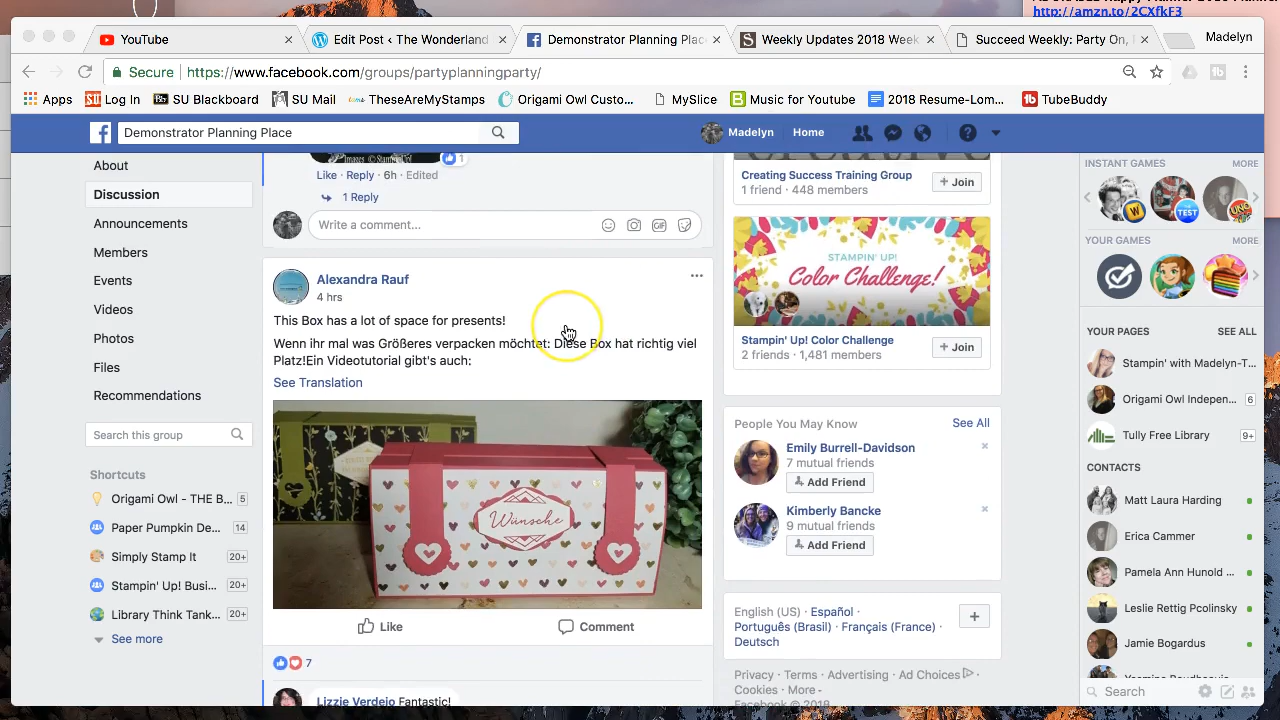 http://amzn.to/2CXfkF3
YouTube
Edit Post ‹ The Wonderland
Demonstrator Planning Plac
Weekly Updates 2018 Week
Succeed Weekly: Party On,
Madelyn
Secure
https://www.facebook.com/groups/partyplanningparty/
Apps
Log In
SU Blackboard
SU Mail
TheseAreMyStamps
Origami Owl Custo...
MySlice
Music for Youtube
2018 Resume-Lom...
TubeBuddy
Demonstrator Planning Place
Madelyn
Home
About
Discussion
Announcements
Members
Events
Videos
Photos
Files
Recommendations
Search this group
Shortcuts
Origami Owl - THE B... 5
Paper Pumpkin De... 14
Simply Stamp It 20+
Stampin' Up! Busi... 20+
Library Think Tank... 20+
See more
Images © Stampin' Up!
1
Like · Reply · 6h · Edited
1 Reply
Write a comment...
Alexandra Rauf
4 hrs
This Box has a lot of space for presents!
Wenn ihr mal was Größeres verpacken möchtet: Diese Box hat richtig viel
Platz!Ein Videotutorial gibt's auch:
See Translation
Wünsche
Like
Comment
7
Lizzie Verdejo Fantastic!
Creating Success Training Group
1 friend · 448 members
+ Join
STAMPIN' UP!
Color Challenge!
Stampin' Up! Color Challenge
2 friends · 1,481 members
+ Join
People You May Know
See All
Emily Burrell-Davidson
7 mutual friends
Add Friend
Kimberly Bancke
9 mutual friends
Add Friend
English (US) · Español ·
Português (Brasil) · Français (France) ·
Deutsch
Privacy · Terms · Advertising · Ad Choices ·
Cookies · More
Facebook © 2018
INSTANT GAMES
MORE
YOUR GAMES
MORE
YOUR PAGES
SEE ALL
Stampin' with Madelyn-T...
Origami Owl Indepen... 6
Tully Free Library 9+
CONTACTS
Matt Laura Harding
Erica Cammer
Pamela Ann Hunold ...
Leslie Rettig Pcolinsky
Jamie Bogardus
Search